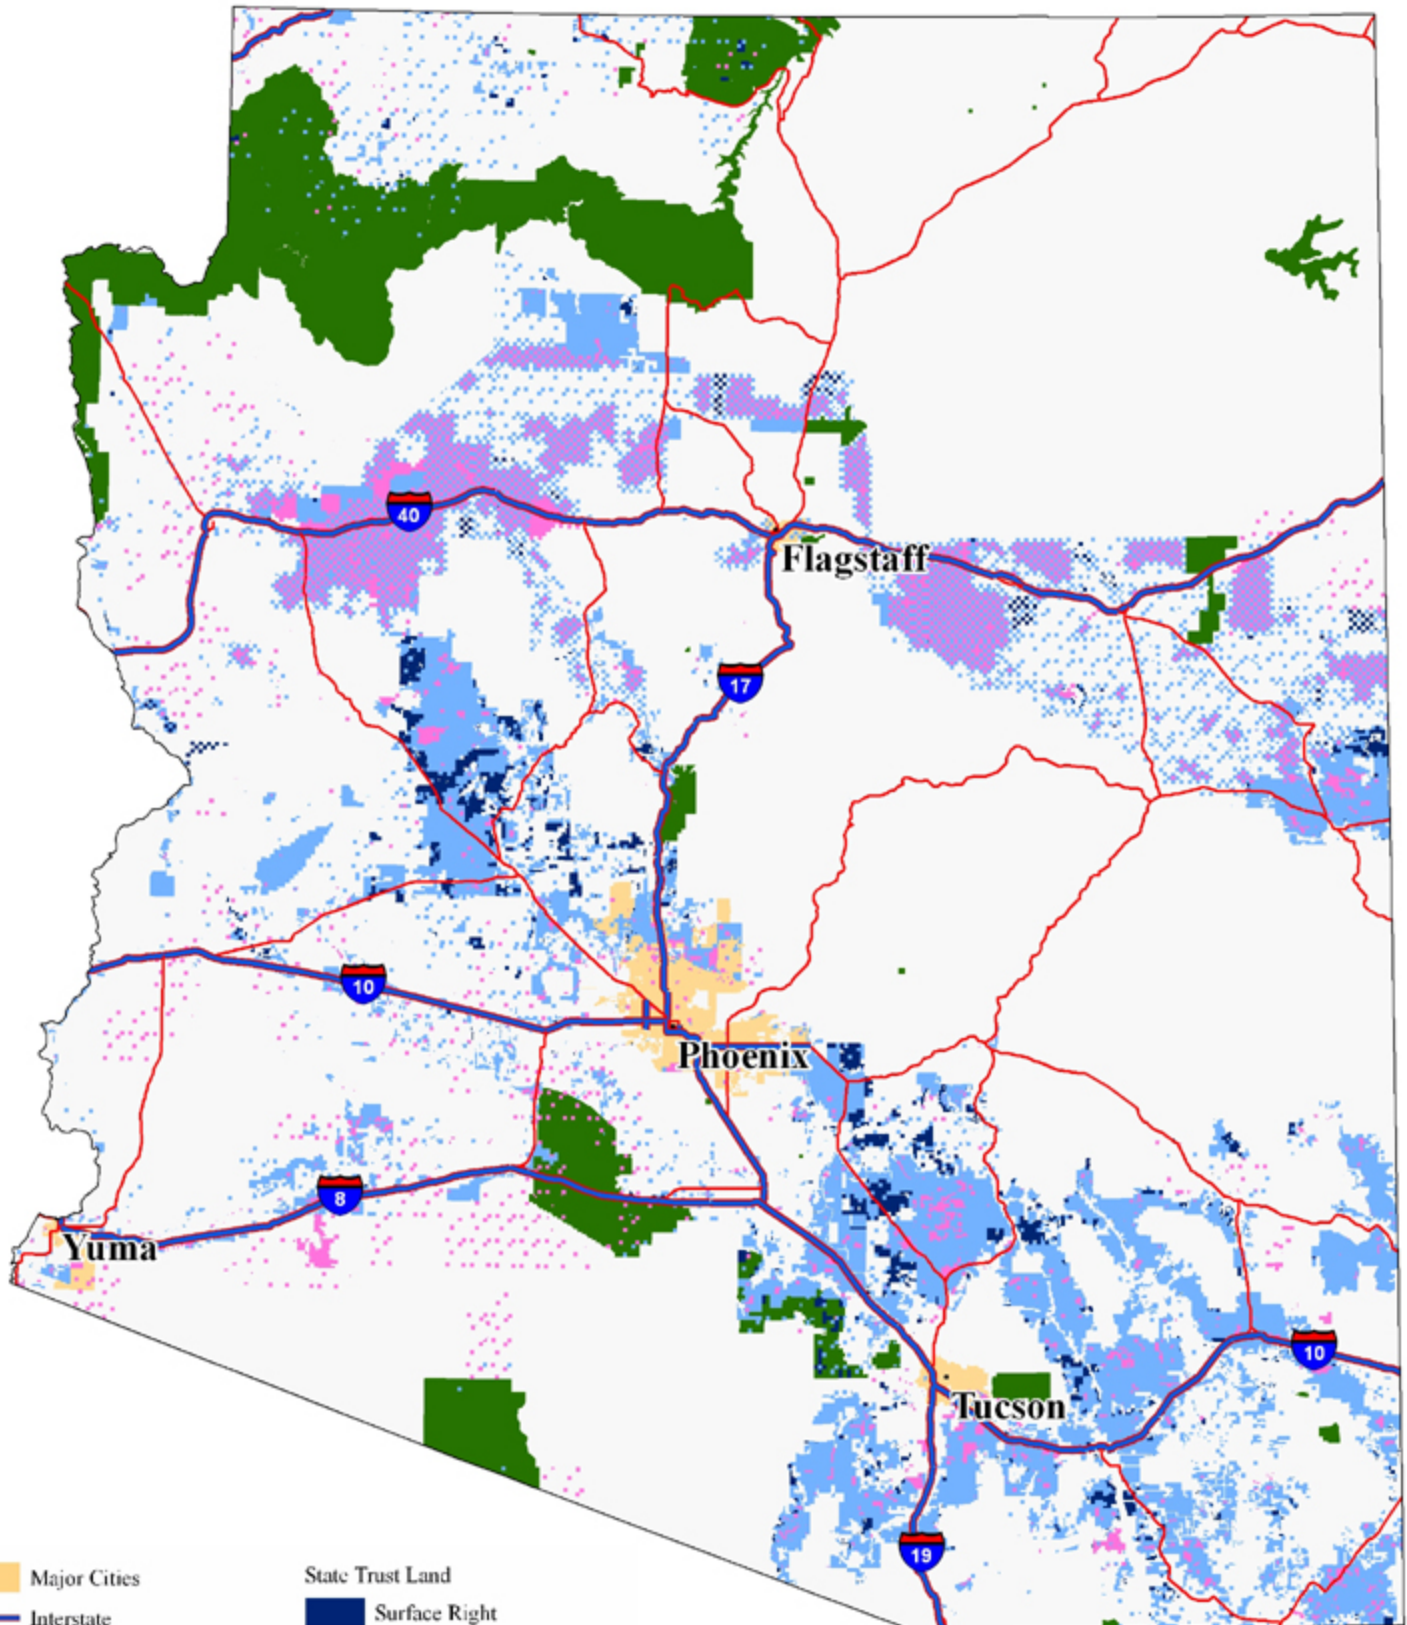 40
Flagstaff
17
10
Phoenix
8
Yuma
10
Tucson
19
Major Cities
State Trust Land
Interstate
Surface Right